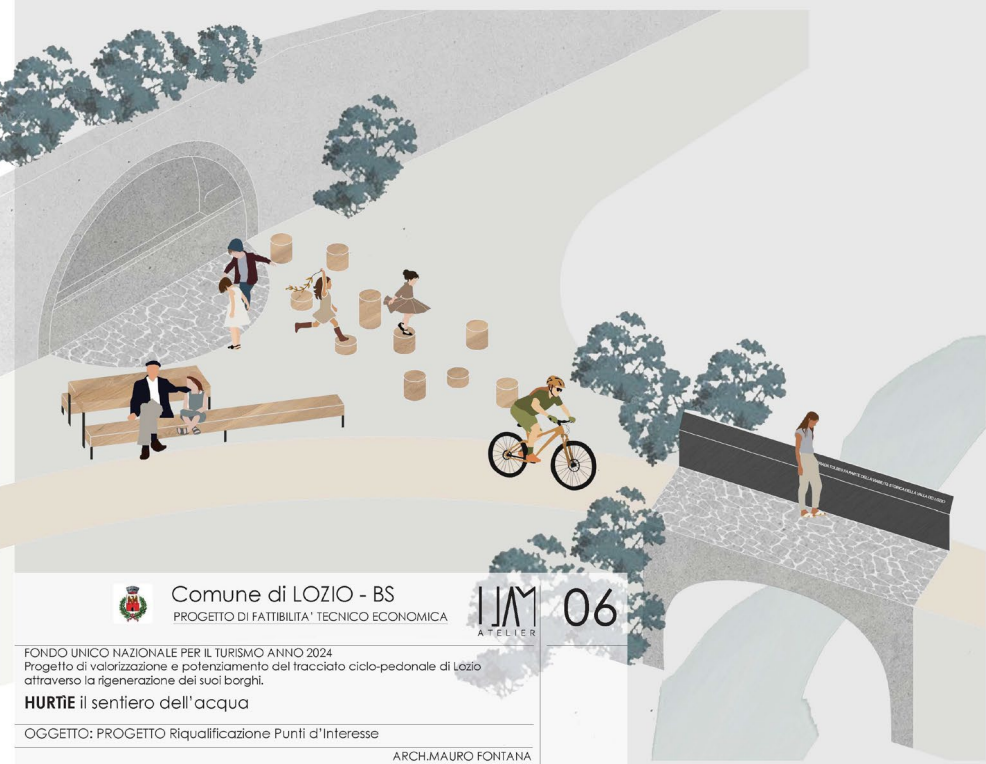 Comune di LOZIO - BS
PROGETTO DI FATTIBILITA' TECNICO ECONOMICA
ATELIER
06
FONDO UNICO NAZIONALE PER IL TURISMO ANNO 2024
Progetto di valorizzazione e potenziamento del tracciato ciclo-pedonale di Lozio
attraverso la rigenerazione dei suoi borghi.
HURTìE il sentiero dell'acqua
OGGETTO: PROGETTO Riqualificazione Punti d'Interesse
ARCH.MAURO FONTANA